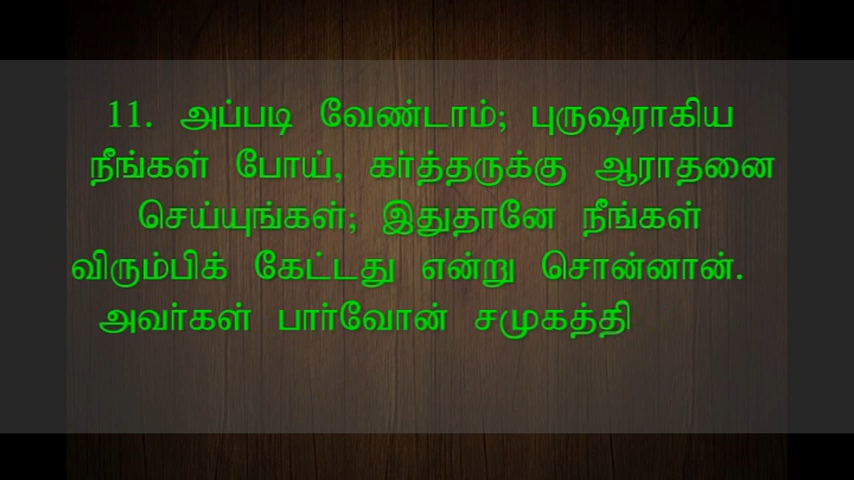 11. அப்படி வேண்டாம்; புருஷராகிய
நீங்கள் போய், கர்த்தருக்கு ஆராதனை
செய்யுங்கள்; இதுதானே நீங்கள்
விரும்பிக் கேட்டது என்று சொன்னான்.
அவர்கள் பார்வோன் சமுகத்தி